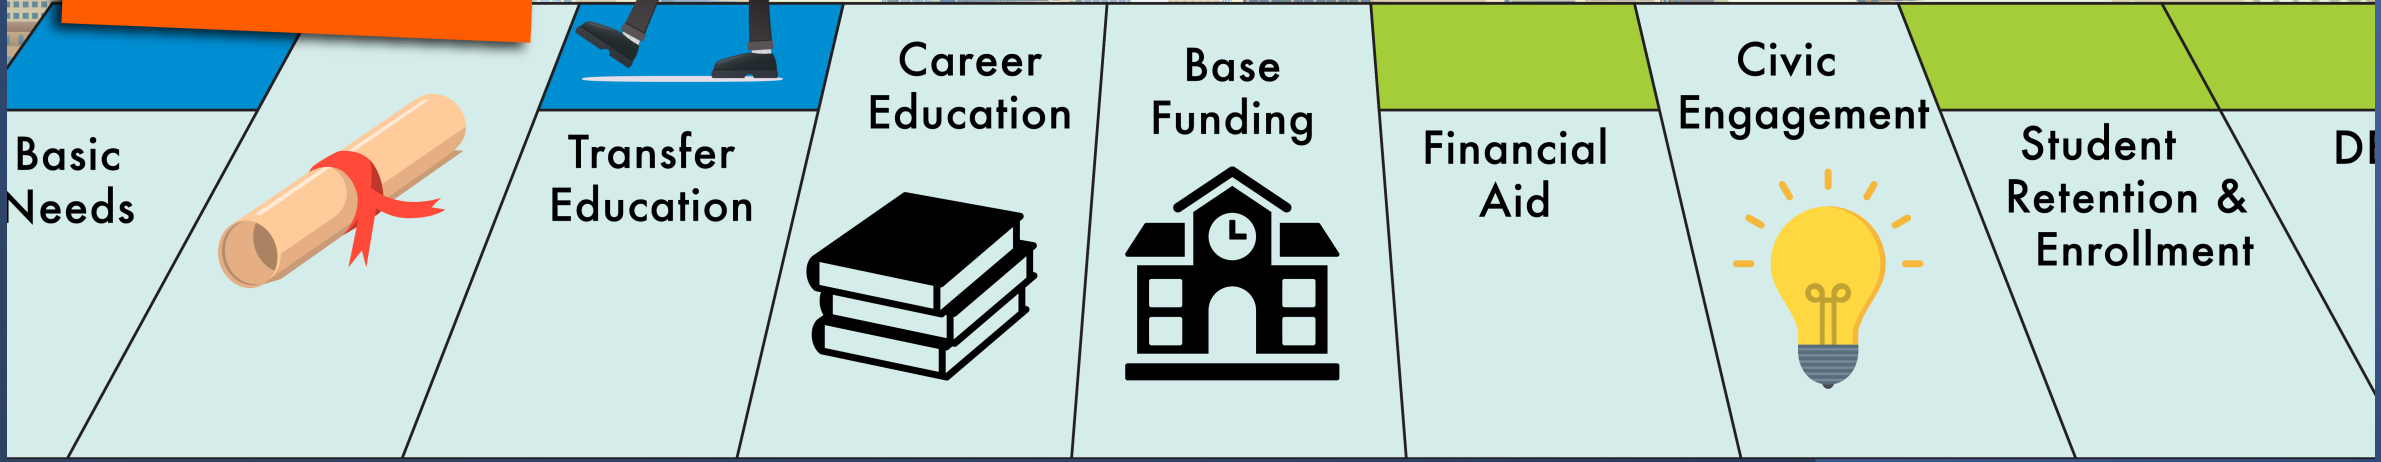 Basic
Needs
Transfer
Education
Career
Education
Base
Funding
Financial
Aid
Civic
Engagement
Student
Retention &
Enrollment